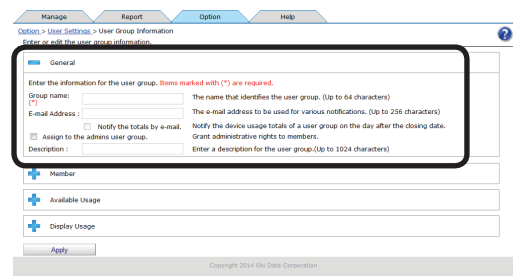 Manage Report Option Help
Option > User Settings > User Group Information
Enter or edit the user group information.
General
Enter the information for the user group. Items marked with (*) are required.
Group name: The name that identifies the user group. (Up to 64 characters)
(*)
E-mail Address : The e-mail address to be used for various notifications. (Up to 256 characters)
Notify the totals by e-mail. Notify the device usage totals of a user group on the day after the closing date.
Assign to the admins user group. Grant administrative rights to members.
Description : Enter a description for the user group.(Up to 1024 characters)
Member
Available Usage
Display Usage
Apply
Copyright 2014 Oki Data Corporation